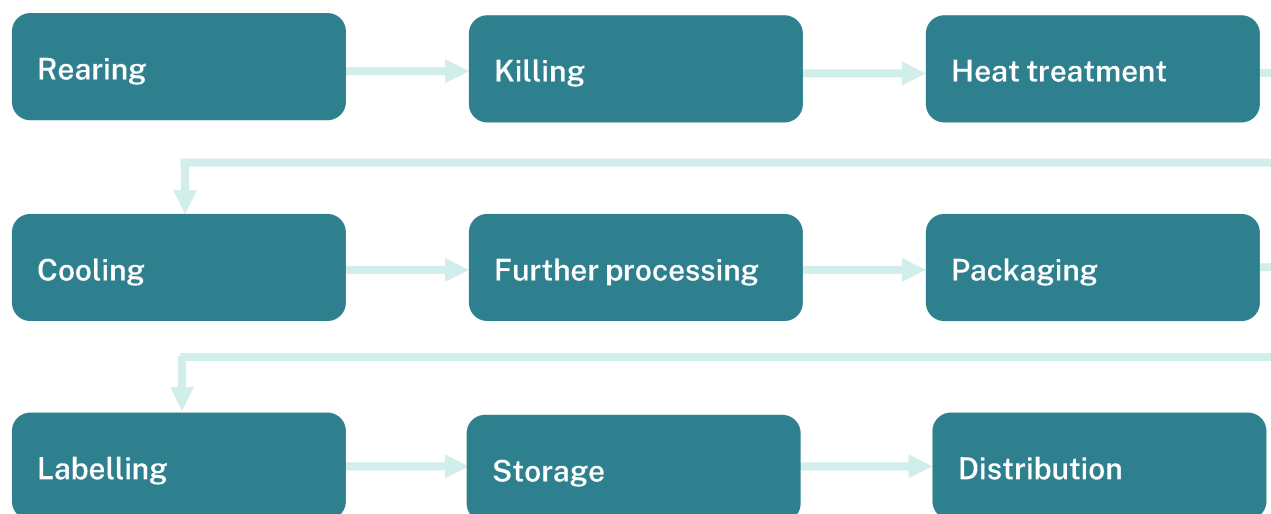 Rearing
Killing
Heat treatment
Cooling
Further processing
Packaging
Labelling
Storage
Distribution